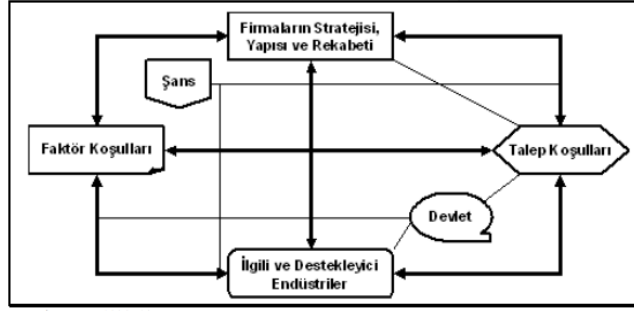 Firmaların Stratejisi,
Yapısı ve Rekabeti
Şans
Faktör Koşulları
Talep Koşulları
Devlet
İlgili ve Destekleyici
Endüstriler